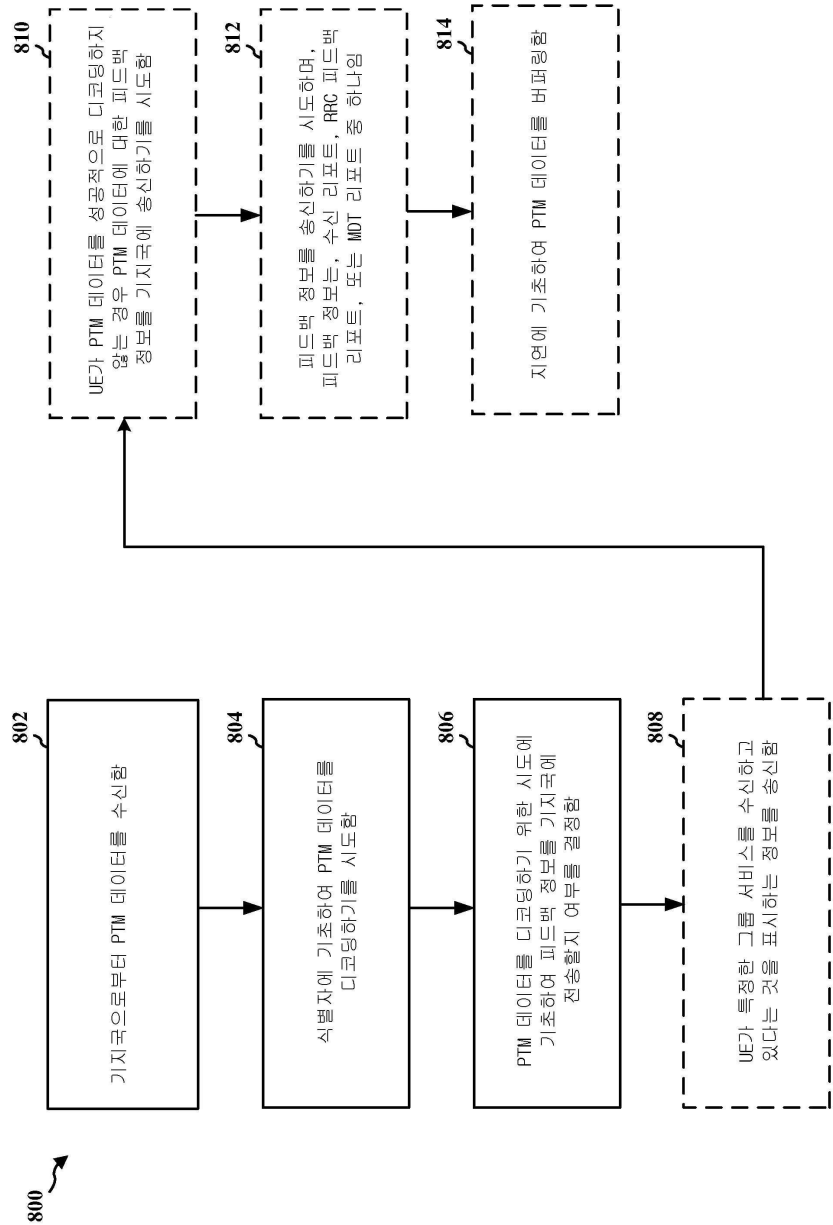 800
802
기지국으로부터 PTM 데이터를 수신함
804
식별자에 기초하여 PTM 데이터를
디코딩하기를 시도함
806
PTM 데이터를 디코딩하기 위한 시도에
기초하여 피드백 정보를 기지국에
전송할지 여부를 결정함
808
UE가 특정한 그룹 서비스를 수신하고
있다는 것을 표시하는 정보를 송신함
810
UE가 PTM 데이터를 성공적으로 디코딩하지
않는 경우 PTM 데이터에 대한 피드백
정보를 기지국에 송신하기를 시도함
812
피드백 정보를 송신하기를 시도하며,
피드백 정보는, 수신 리포트, RRC 피드백
리포트, 또는 MDT 리포트 중 하나임
814
지연에 기초하여 PTM 데이터를 버퍼링함